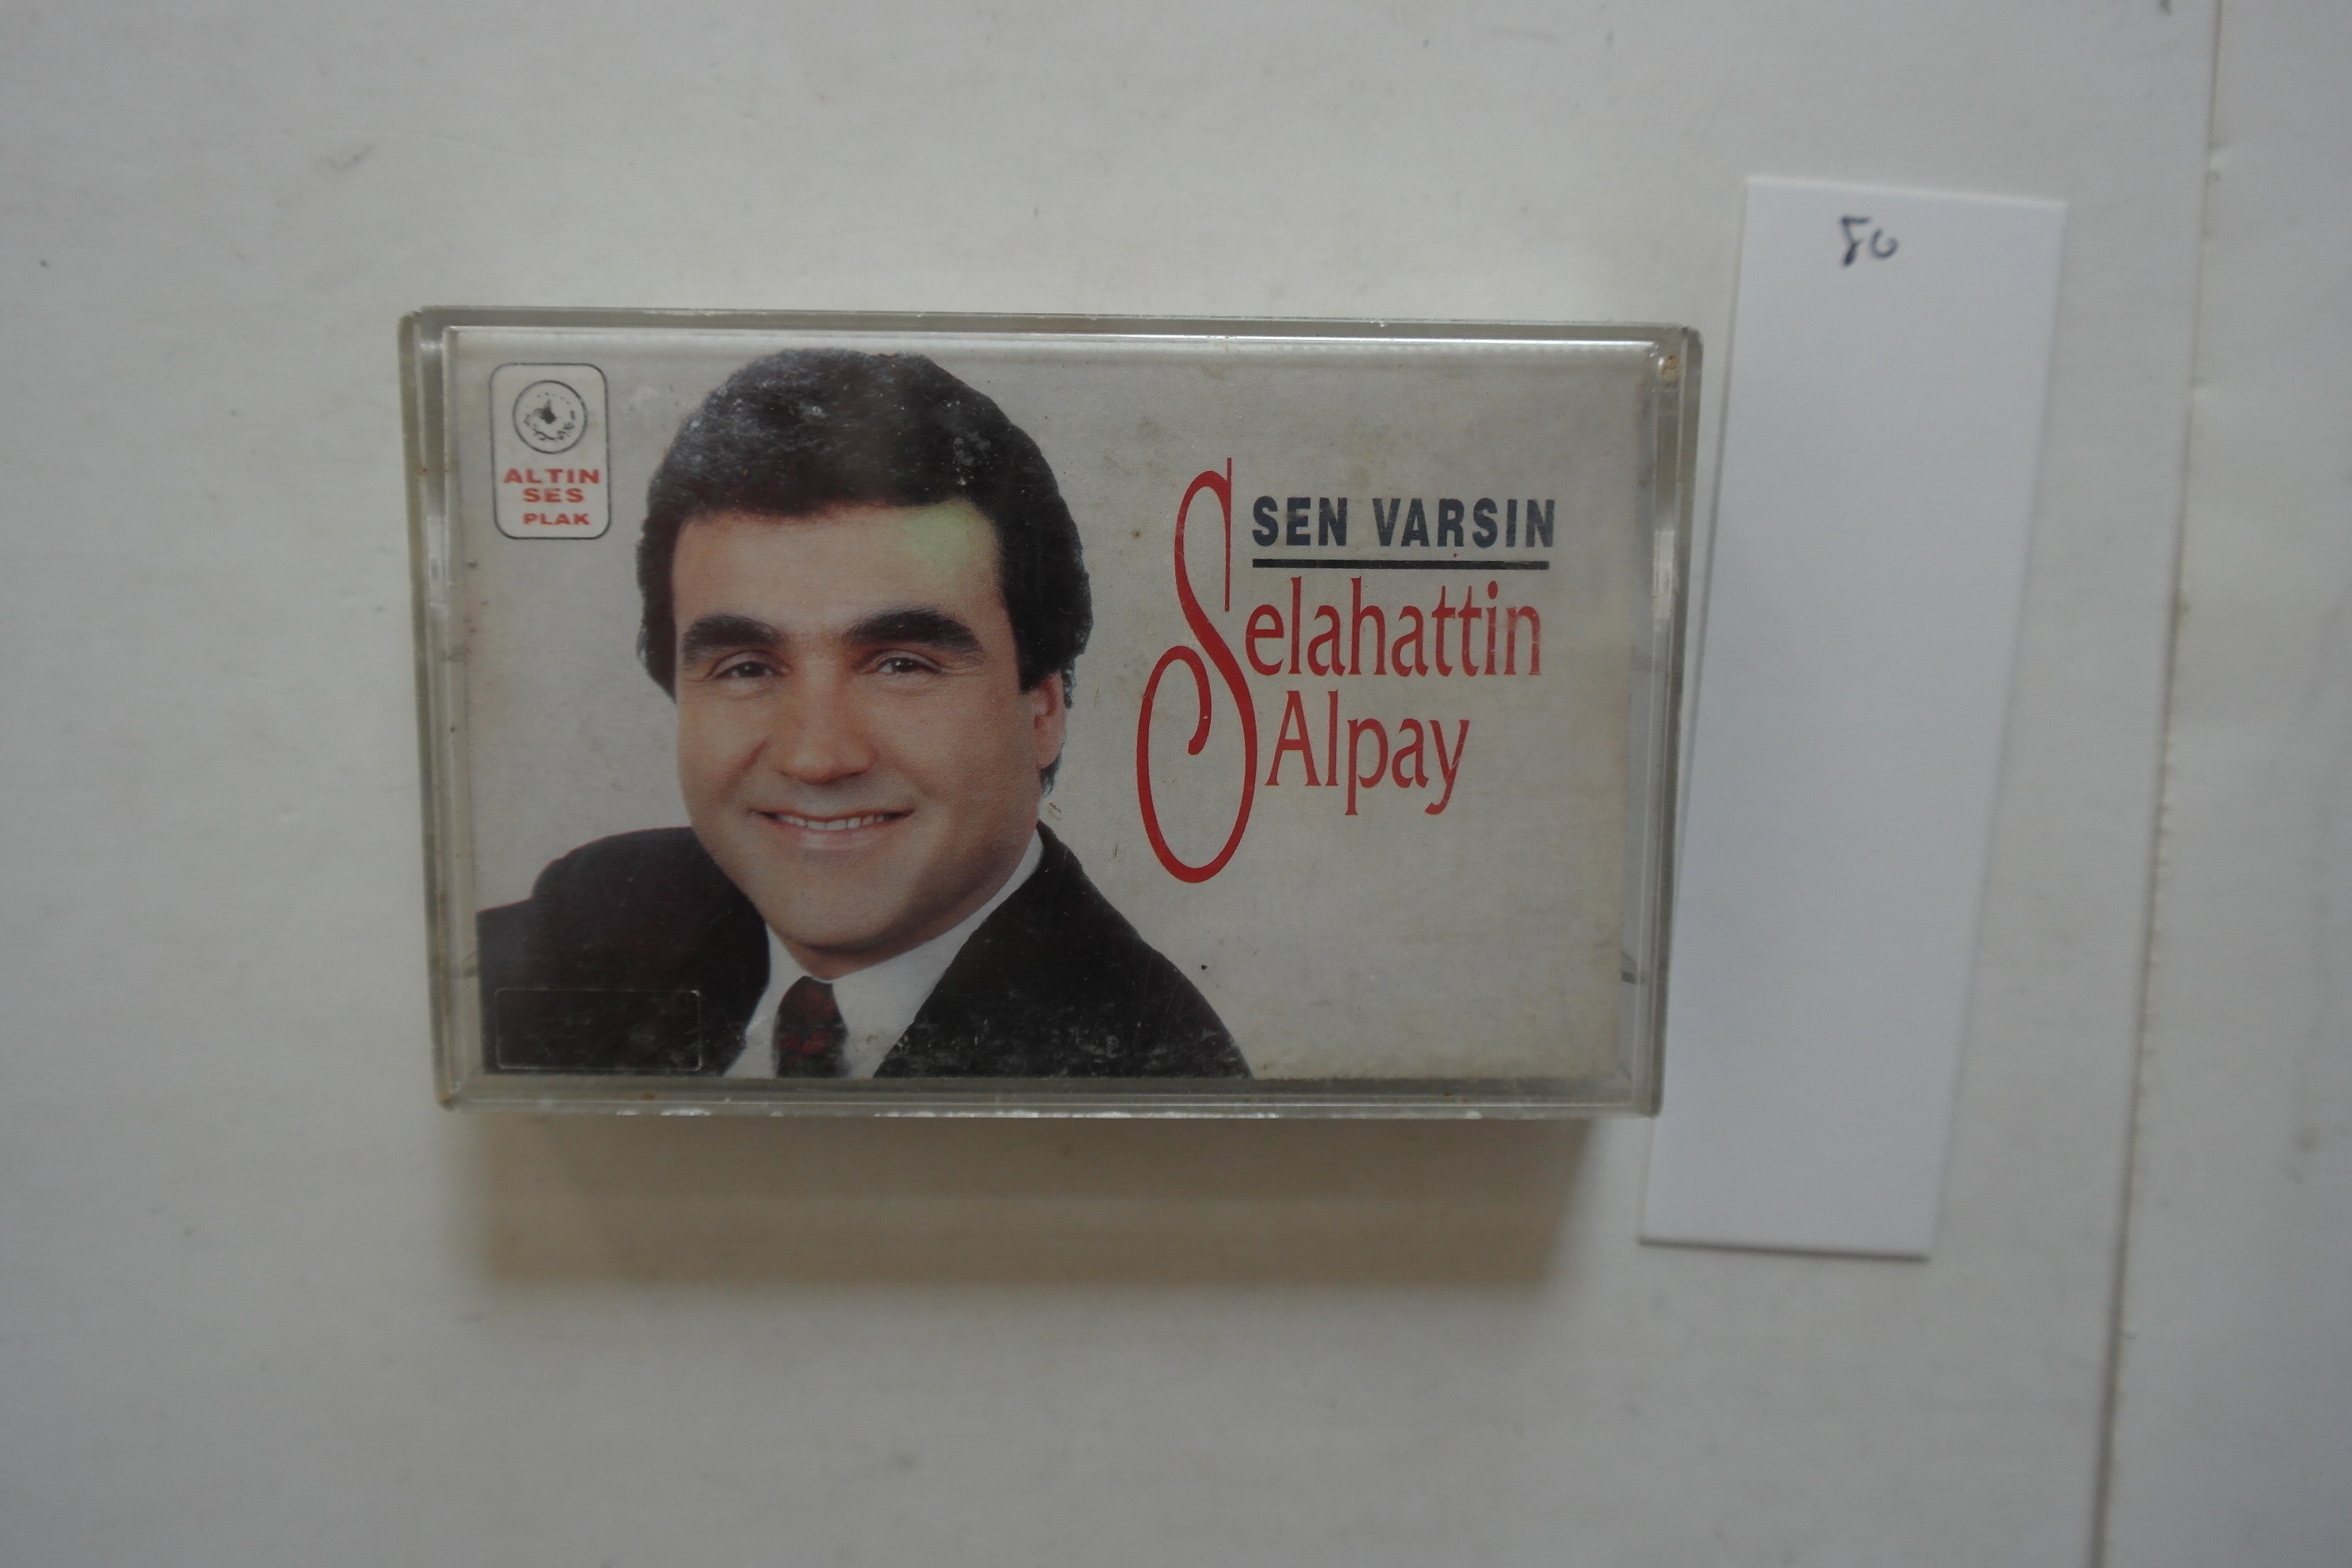 ALTIN
SES
PLAK
SEN VARSIN
Selahattin
Alpay
80